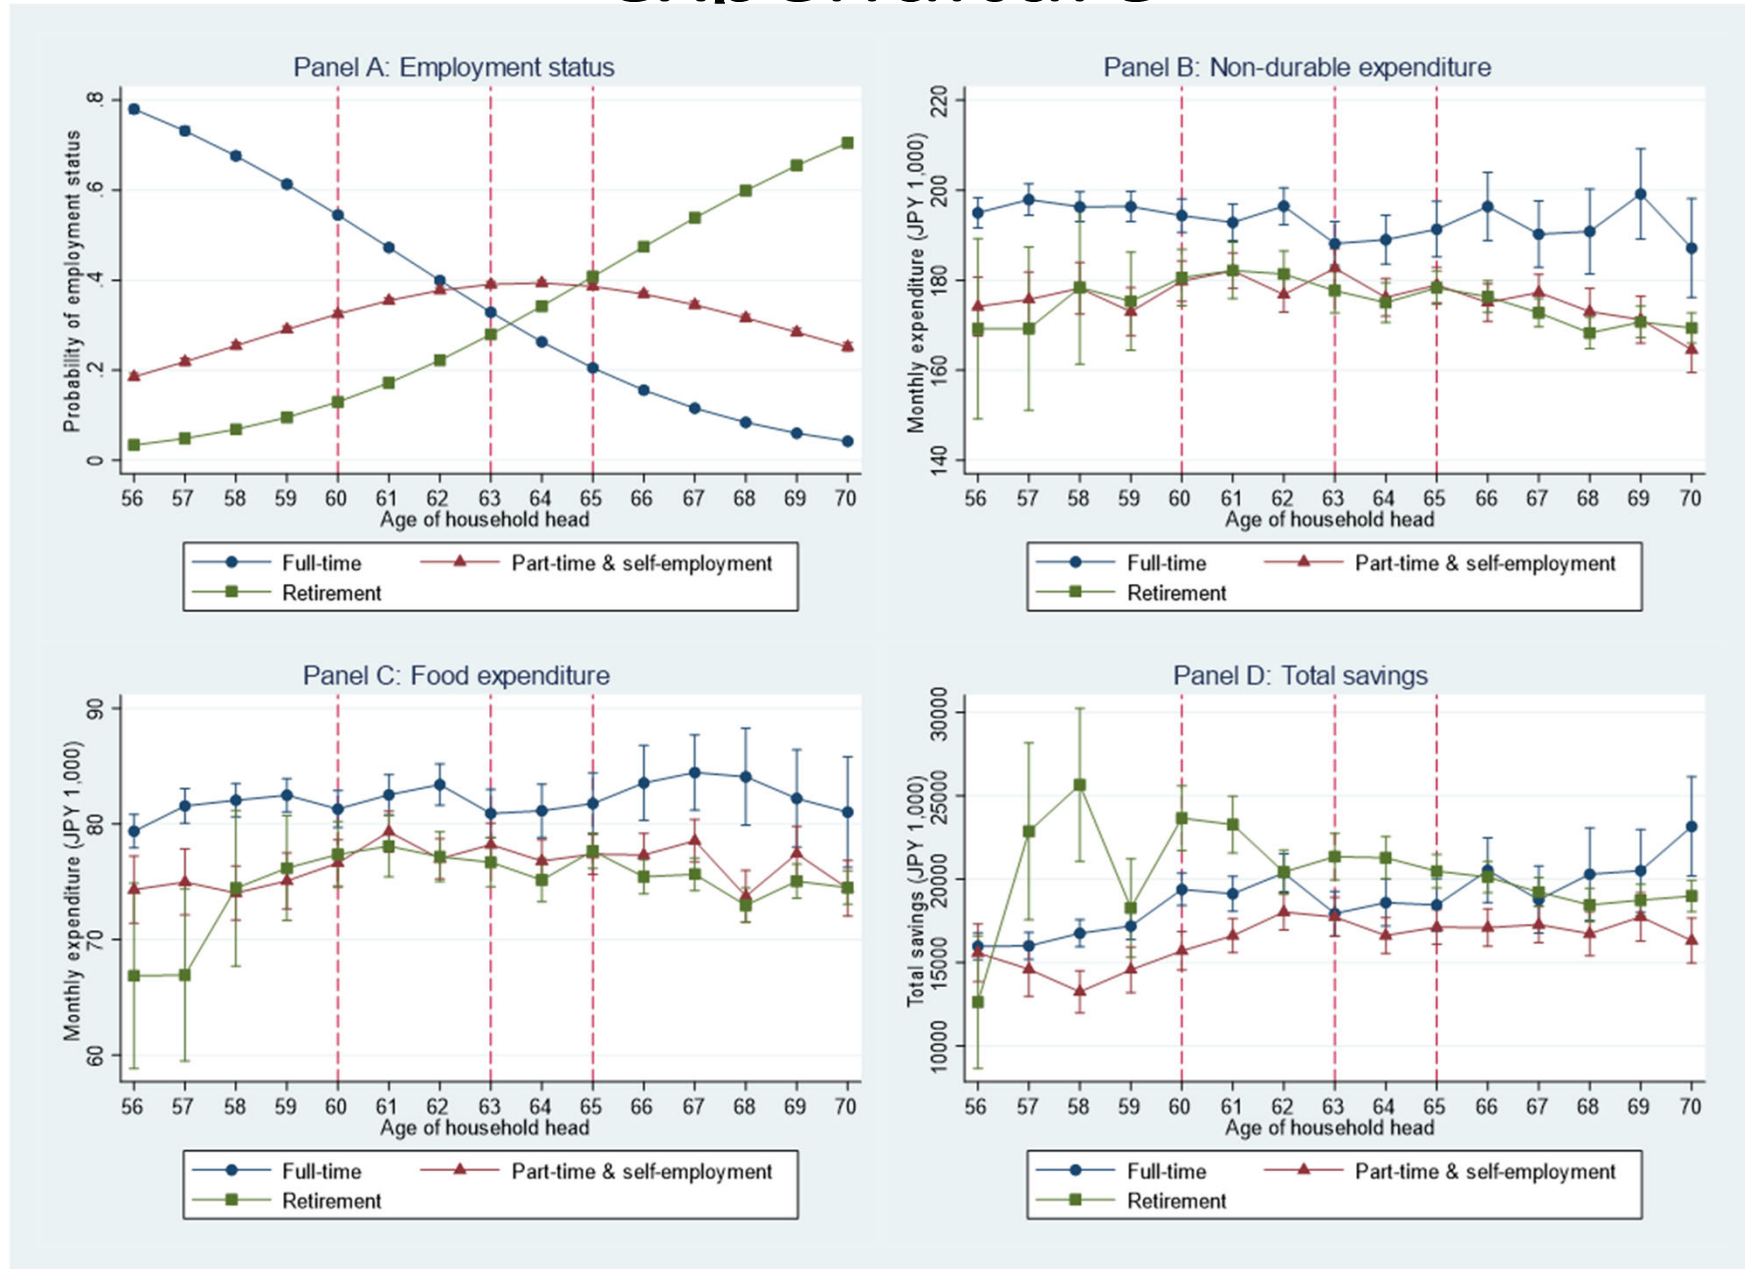 Panel A: Employment status
Probability of employment status
.8
.6
.4
.2
0
56 57 58 59 60 61 62 63 64 65 66 67 68 69 70
Age of household head
Full-time Part-time & self-employment
Retirement
Panel B: Non-durable expenditure
Monthly expenditure (JPY 1,000)
220
200
180
160
140
56 57 58 59 60 61 62 63 64 65 66 67 68 69 70
Age of household head
Full-time Part-time & self-employment
Retirement
Panel C: Food expenditure
Monthly expenditure (JPY 1,000)
90
80
70
60
56 57 58 59 60 61 62 63 64 65 66 67 68 69 70
Age of household head
Full-time Part-time & self-employment
Retirement
Panel D: Total savings
Total savings (JPY 1,000)
30000
25000
20000
15000
10000
56 57 58 59 60 61 62 63 64 65 66 67 68 69 70
Age of household head
Full-time Part-time & self-employment
Retirement